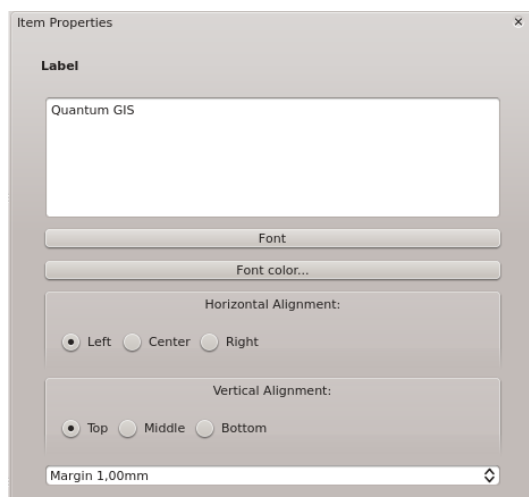 Item Properties
Label
Quantum GIS
Font
Font color...
Horizontal Alignment:
Left Center Right
Vertical Alignment:
Top Middle Bottom
Margin 1,00mm